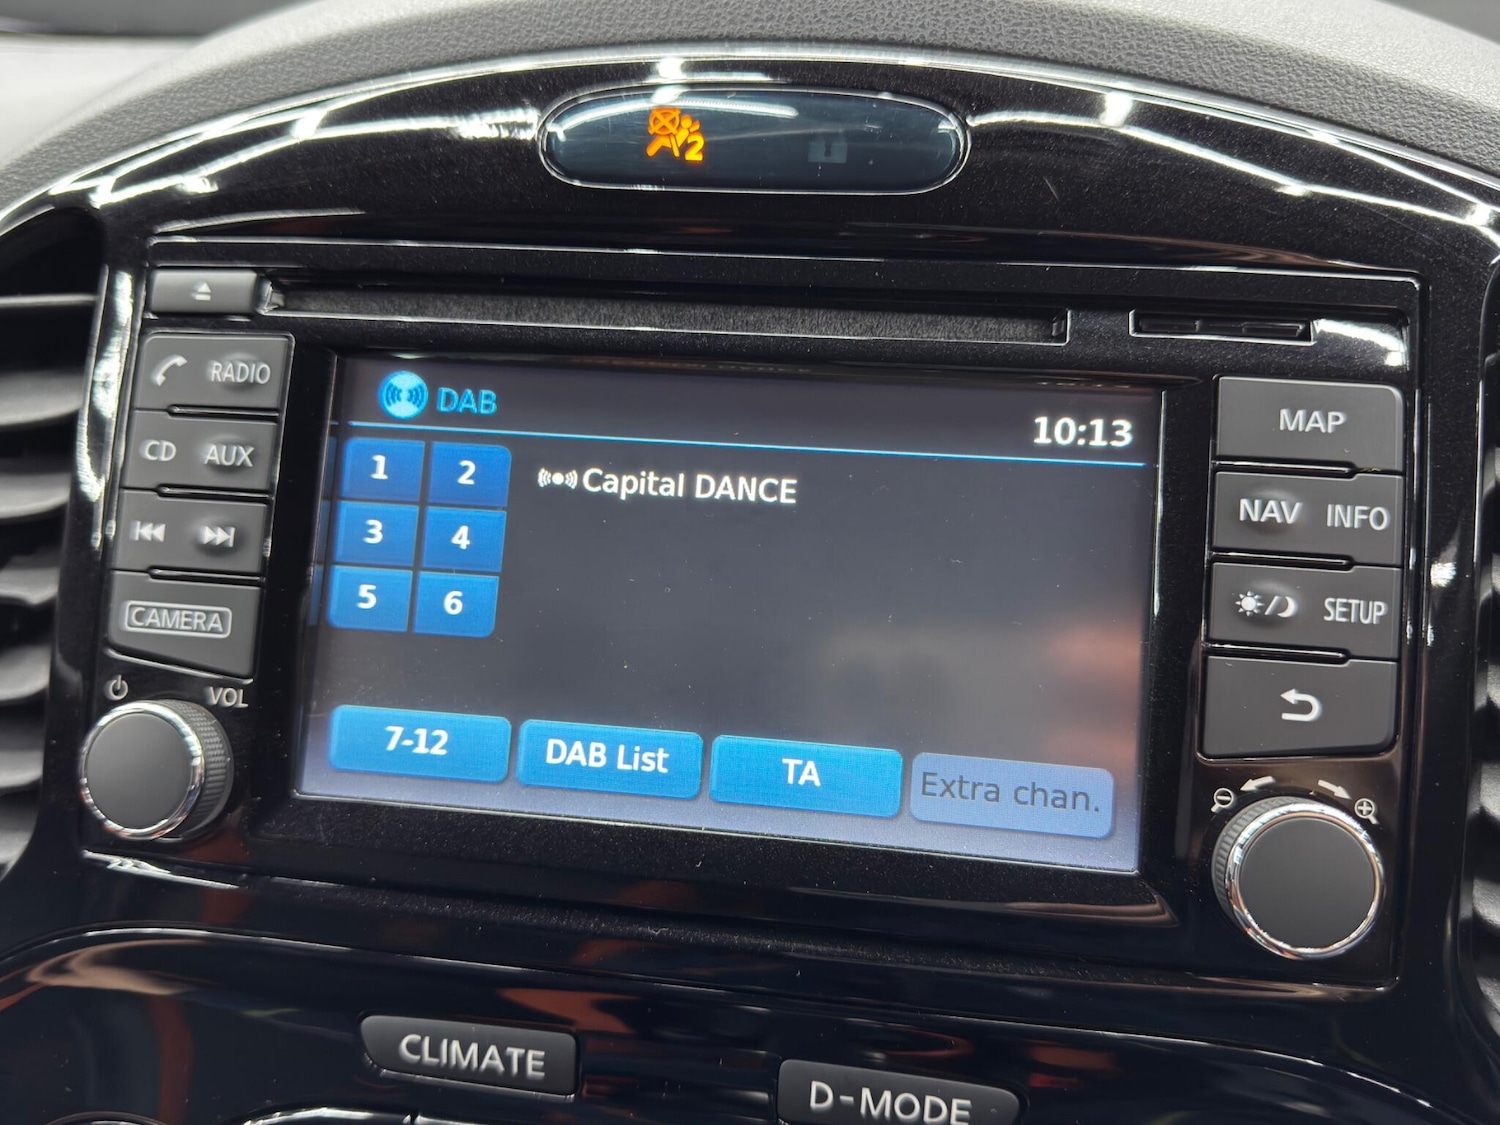 2
RADIO
CD AUX
CAMERA
VOL
DAB
10:13
1 2
3 4
5 6
Capital DANCE
7-12 DAB List TA Extra chan.
MAP
NAV INFO
SETUP
CLIMATE
D-MODE